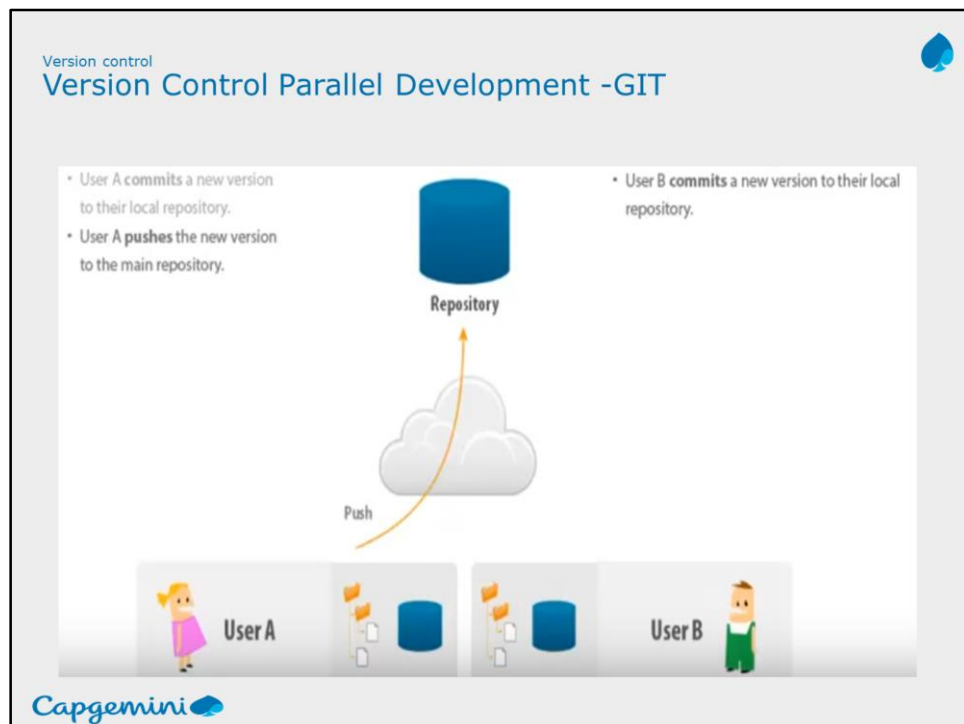 Version control
Version Control Parallel Development -GIT
• User A commits a new version
to their local repository.
• User A pushes the new version
to the main repository.
• User B commits a new version to their local
repository.
Repository
Push
User A
User B
Capgemini